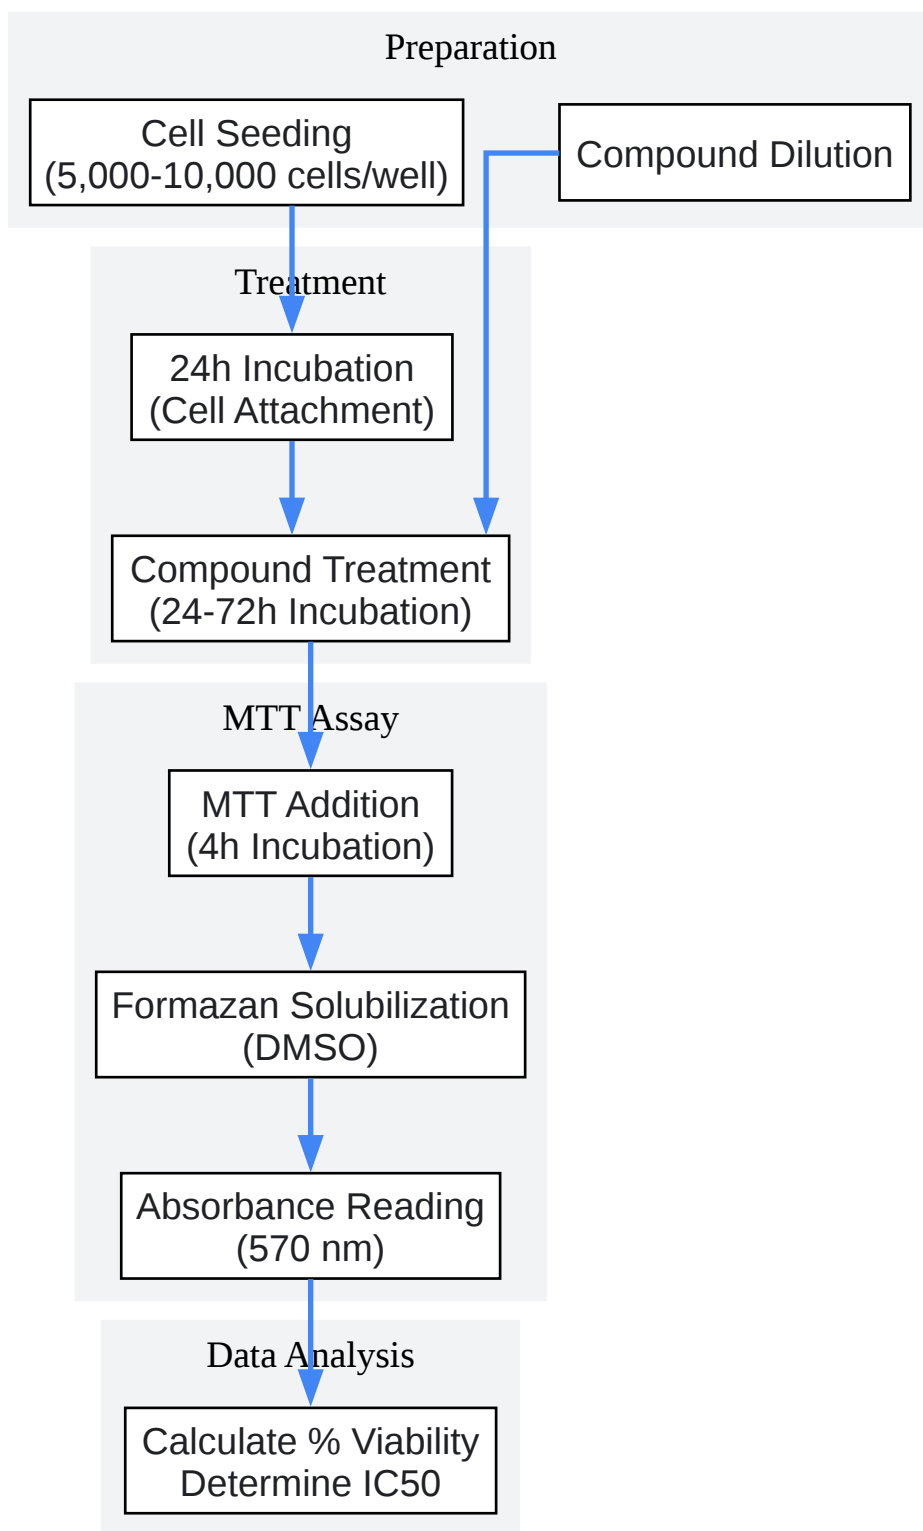 Preparation
Cell Seeding
(5,000-10,000 cells/well)
Compound Dilution
Treatment
24h Incubation
(Cell Attachment)
Compound Treatment
(24-72h Incubation)
MTT Assay
MTT Addition
(4h Incubation)
Formazan Solubilization
(DMSO)
Absorbance Reading
(570 nm)
Data Analysis
Calculate % Viability
Determine IC50